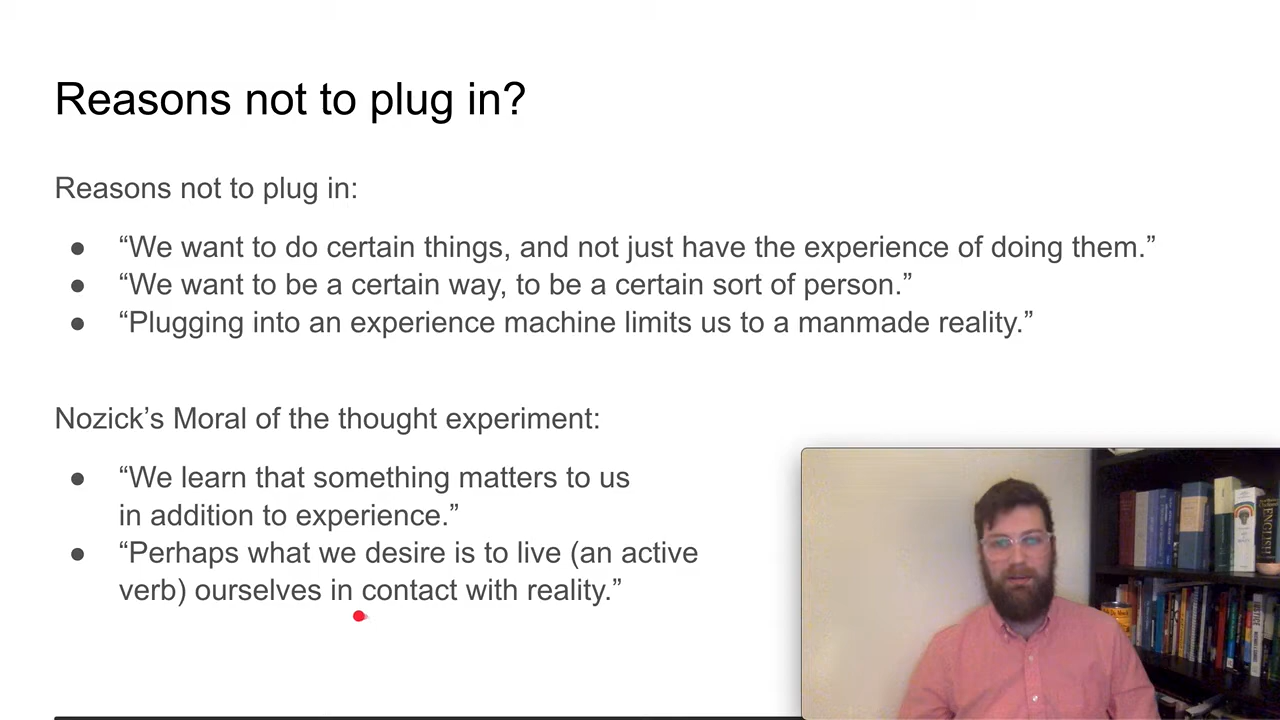 Reasons not to plug in?
Reasons not to plug in:
● “We want to do certain things, and not just have the experience of doing them.”
● “We want to be a certain way, to be a certain sort of person.”
● “Plugging into an experience machine limits us to a manmade reality.”
Nozick’s Moral of the thought experiment:
● “We learn that something matters to us
in addition to experience.”
● “Perhaps what we desire is to live (an active
verb) ourselves in contact with reality.”
ENGLISH
JUSTICE